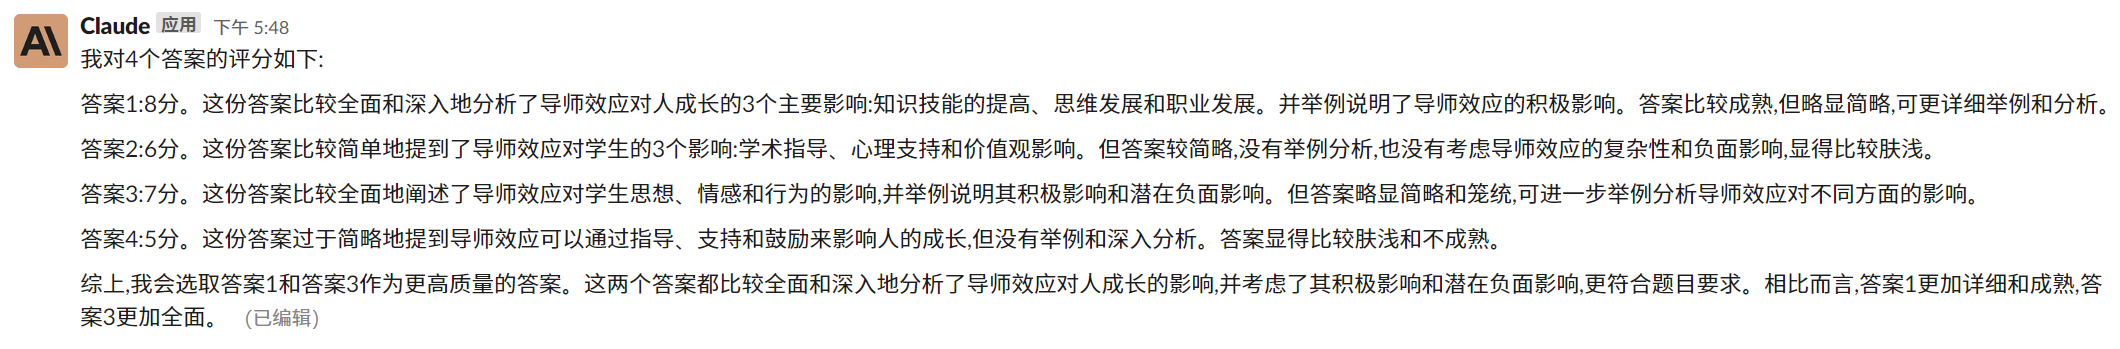 Claude 应用 下午 5:48
我对4个答案的评分如下:
答案1:8分。这份答案比较全面和深入地分析了导师效应对人成长的3个主要影响:知识技能的提高、思维发展和职业发展。并举例说明了导师效应的积极影响。答案比较成熟,但略显简略,可更详细举例和分析。
答案2:6分。这份答案比较简单地提到了导师效应对学生的3个影响:学术指导、心理支持和价值观影响。但答案较简略,没有举例分析,也没有考虑导师效应的复杂性和负面影响,显得比较肤浅。
答案3:7分。这份答案比较全面地阐述了导师效应对学生思想、情感和行为的影响,并举例说明其积极影响和潜在负面影响。但答案略显简略和笼统,可进一步举例分析导师效应对不同方面的影响。
答案4:5分。这份答案过于简略地提到导师效应可以通过指导、支持和鼓励来影响人的成长,但没有举例和深入分析。答案显得比较肤浅和不成熟。
综上,我会选取答案1和答案3作为更高质量的答案。这两个答案都比较全面和深入地分析了导师效应对人成长的影响,并考虑了其积极影响和潜在负面影响,更符合题目要求。相比而言,答案1更加详细和成熟,答
案3更加全面。 (已编辑)